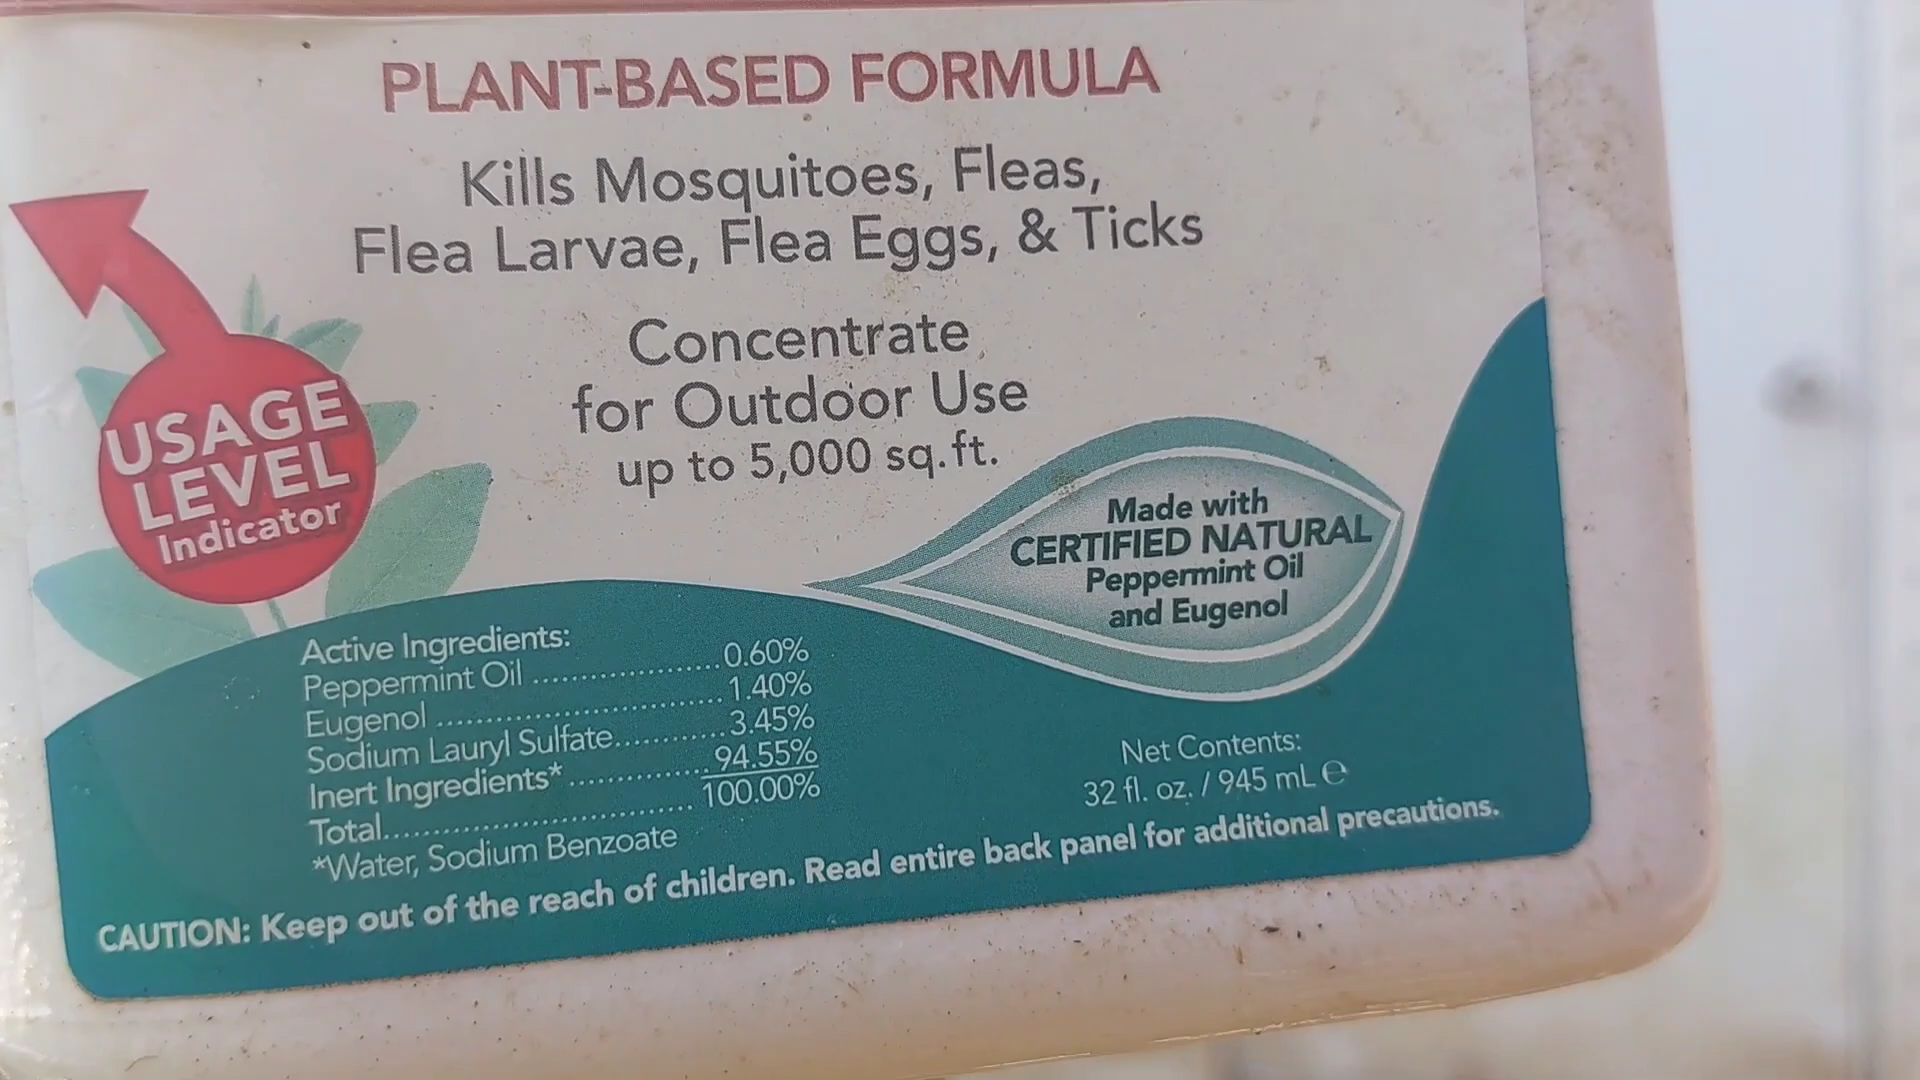 PLANT-BASED FORMULA
Kills Mosquitoes, Fleas,
Flea Larvae, Flea Eggs, & Ticks
Concentrate
for Outdoor Use
up to 5,000 sq.ft.
USAGE
LEVEL
Indicator
Made with
CERTIFIED NATURAL
Peppermint Oil
and Eugenol
Active Ingredients:
Peppermint Oil ..................0.60%
Eugenol ...........................1.40%
Sodium Lauryl Sulfate...........3.45%
Inert Ingredients* ..............94.55%
Total..............................100.00%
*Water, Sodium Benzoate
Net Contents:
32 fl. oz. / 945 mL ℮
CAUTION: Keep out of the reach of children. Read entire back panel for additional precautions.